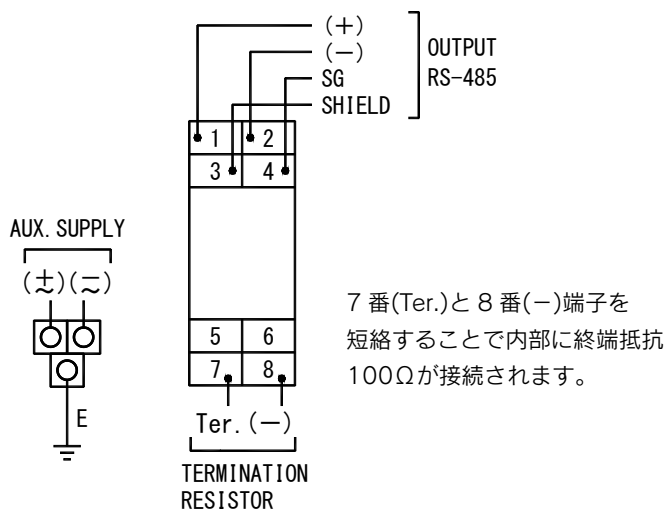 (+)
(−)
SG
SHIELD
OUTPUT
RS-485
1 2
3 4
AUX. SUPPLY
(±)(−)
5 6
7 8
E
Ter. (−)
TERMINATION
RESISTOR
7番(Ter.)と8番(−)端子を
短絡することで内部に終端抵抗
100Ωが接続されます。